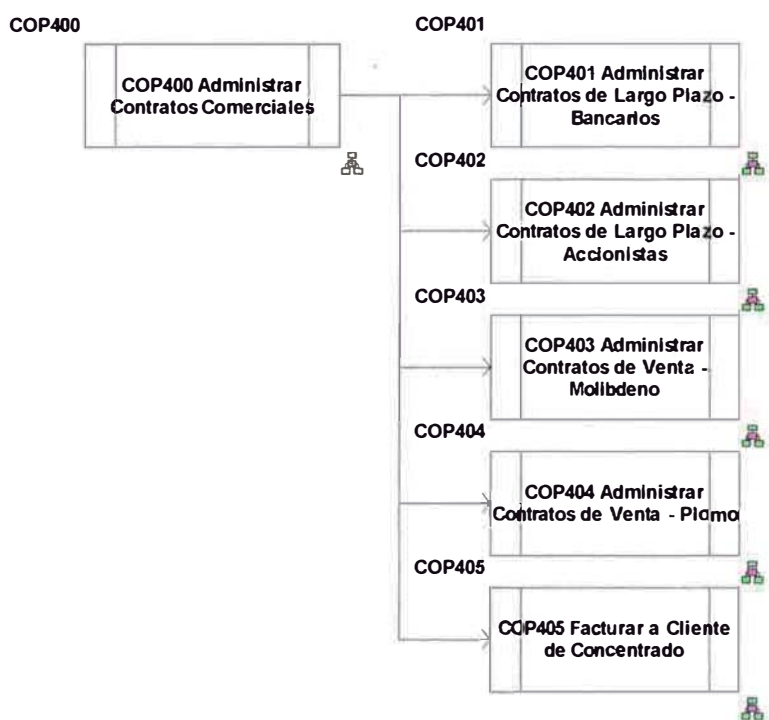 COP400
COP400 Administrar
Contratos Comerciales
COP401
COP401 Administrar
Contratos de Largo Plazo -
Bancarios
COP402
COP402 Administrar
Contratos de Largo Plazo -
Accionistas
COP403
COP403 Administrar
Contratos de Venta -
Molibdeno
COP404
COP404 Administrar
Contratos de Venta - Plomo
COP405
COP405 Facturar a Cliente
de Concentrado